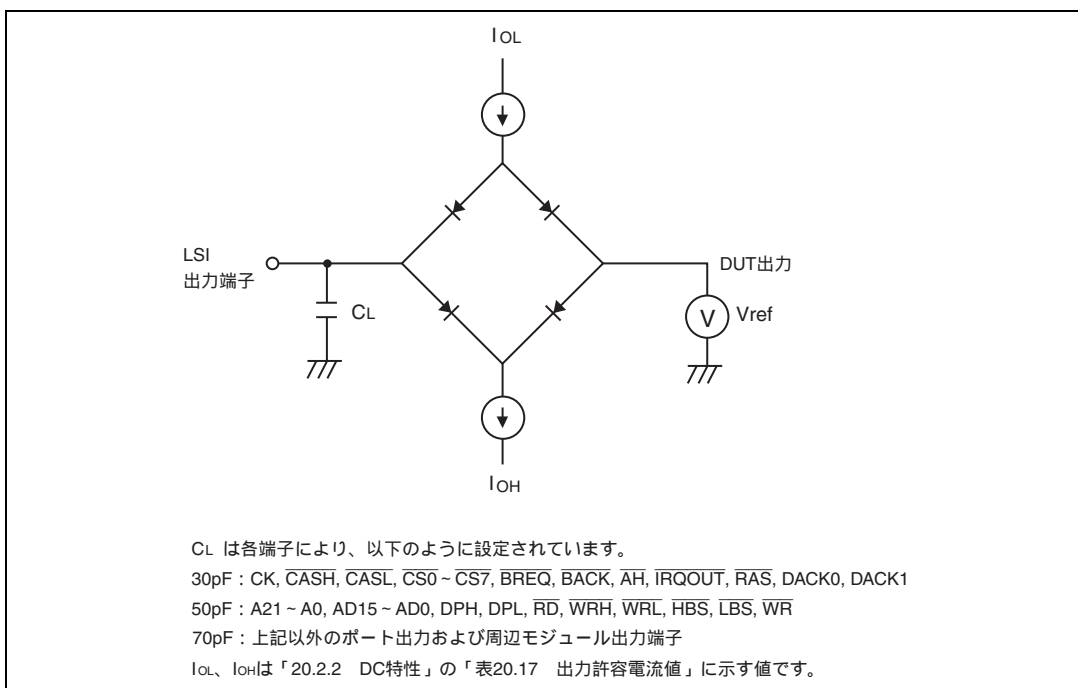 IOL
LSI
出力端子
CL
DUT出力
V
Vref
IOH
CL は各端子により、以下のように設定されています。
30pF : CK, CASH, CASL, CS0 ~ CS7, BREQ, BACK, AH, IRQOUT, RAS, DACK0, DACK1
50pF : A21 ~ A0, AD15 ~ AD0, DPH, DPL, RD, WRH, WRL, HBS, LBS, WR
70pF : 上記以外のポート出力および周辺モジュール出力端子
IOL、IOHは「20.2.2 DC特性」の「表20.17 出力許容電流値」に示す値です。